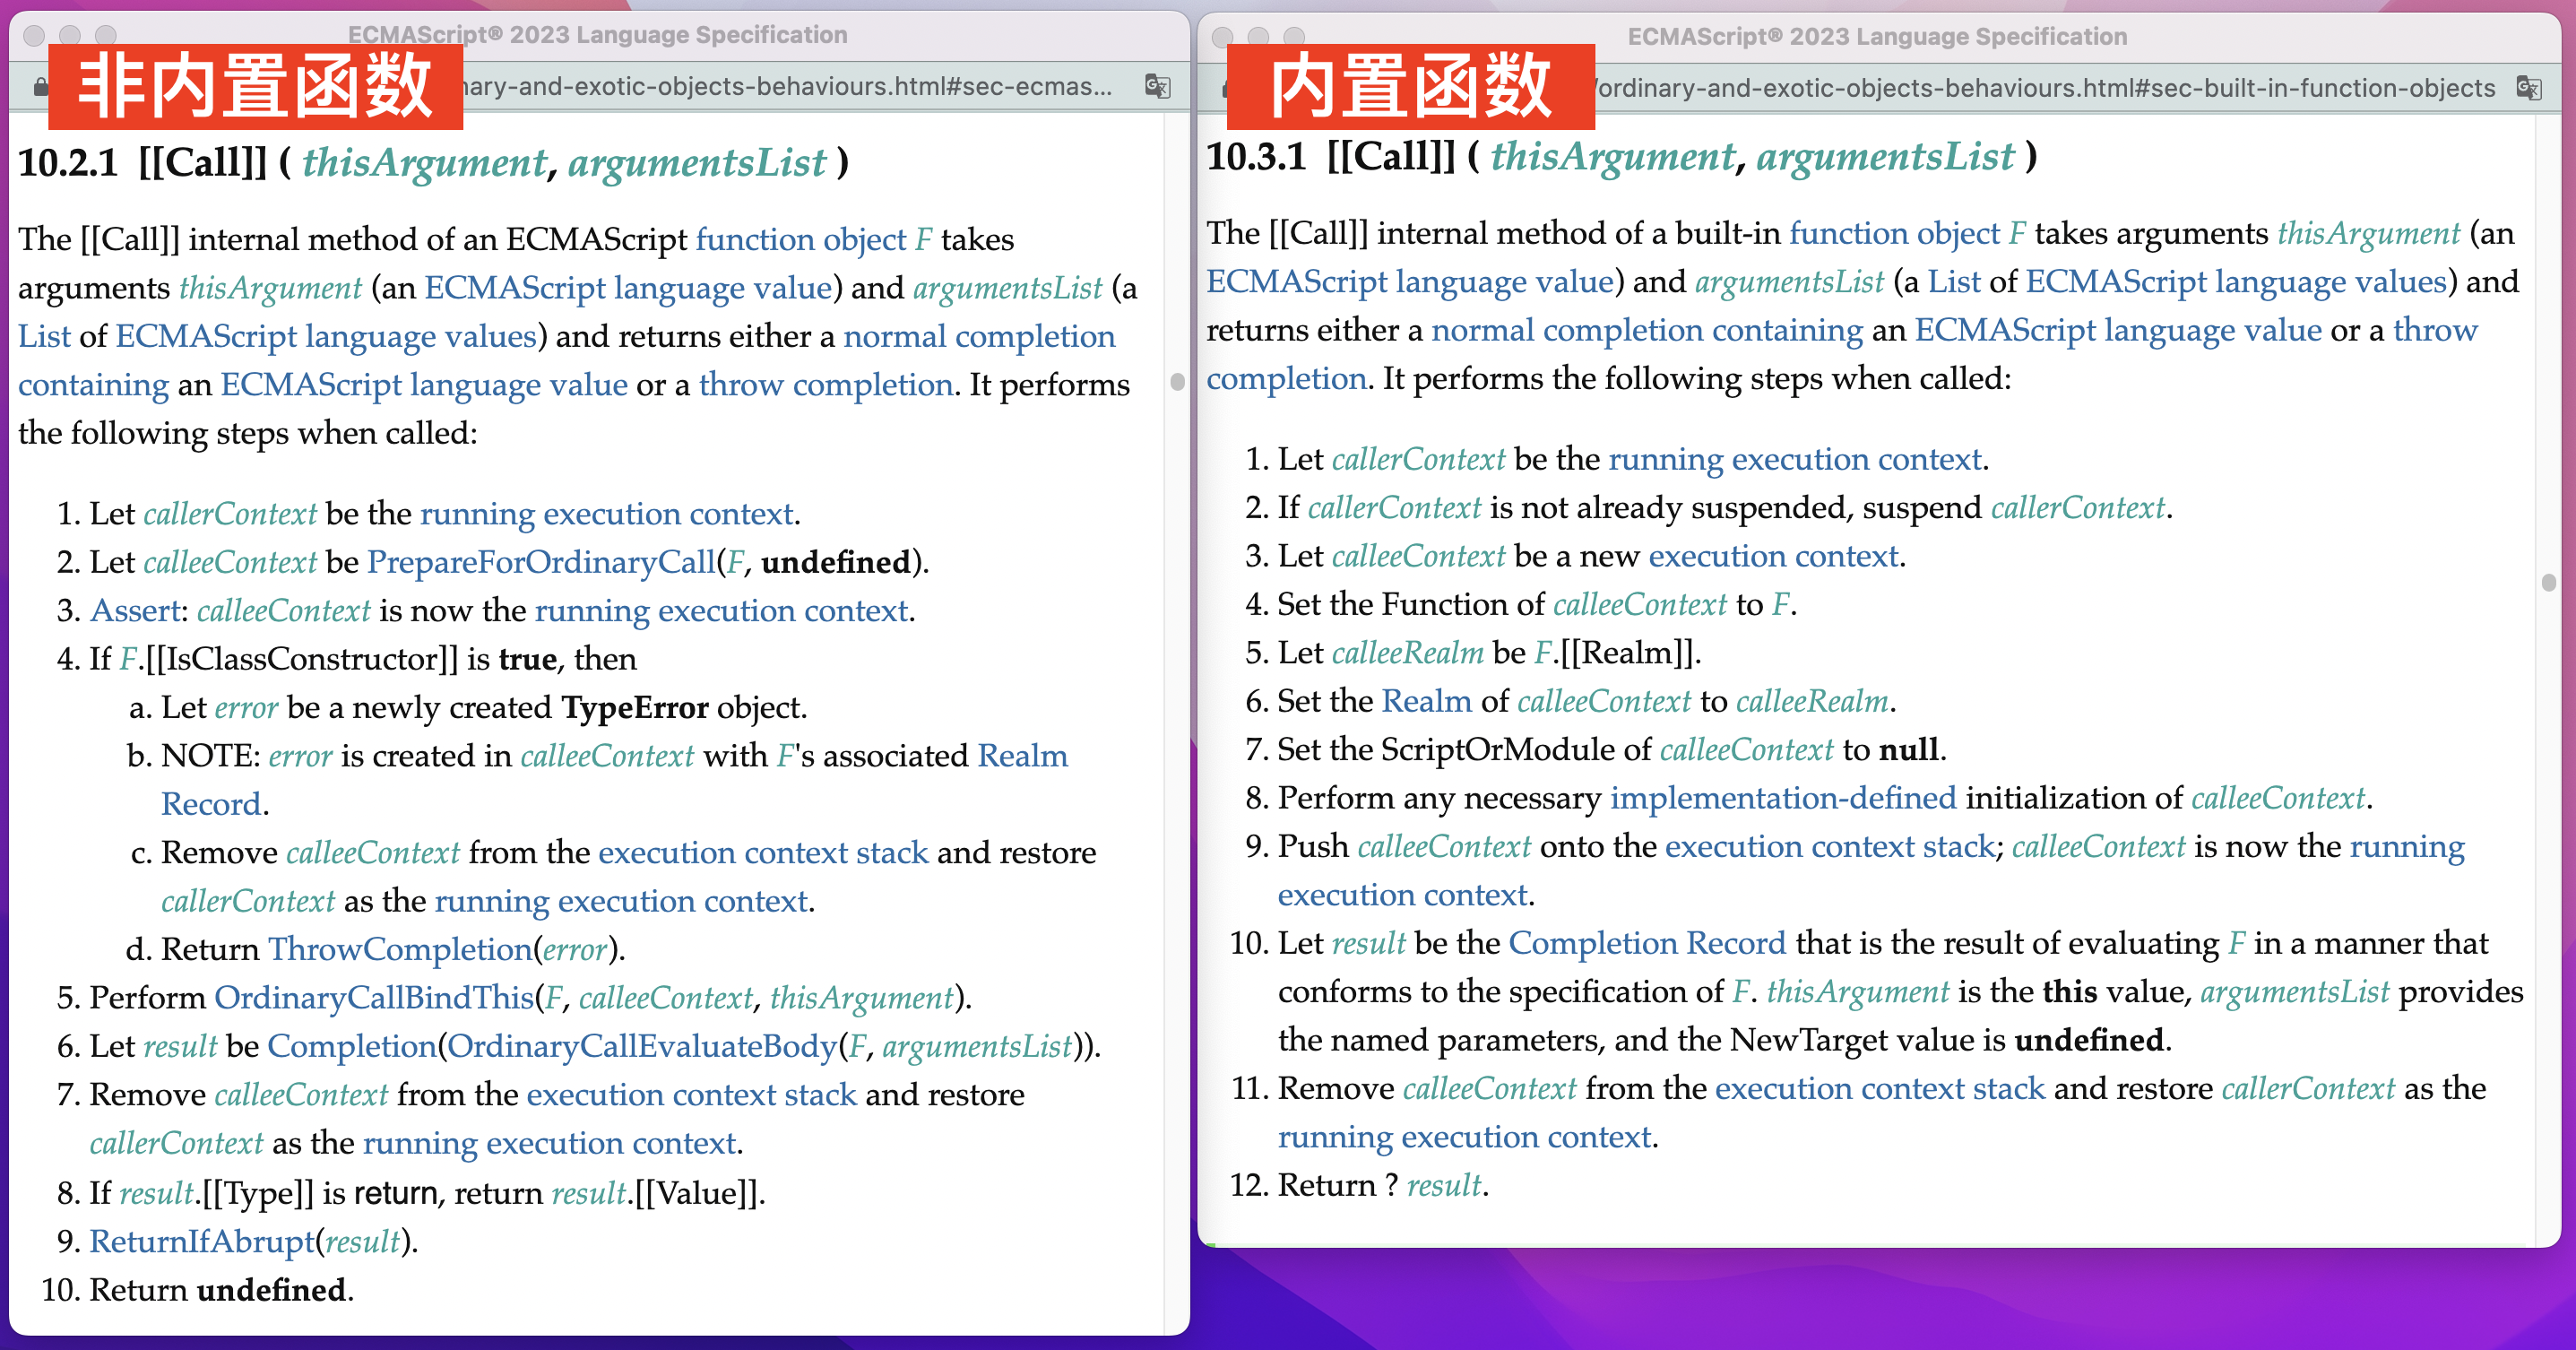 ECMAScript® 2023 Language Specification
非内置函数
nary-and-exotic-objects-behaviours.html#sec-ecmas...
10.2.1 [[Call]] ( thisArgument, argumentsList )
The [[Call]] internal method of an ECMAScript function object F takes
arguments thisArgument (an ECMAScript language value) and argumentsList (a
List of ECMAScript language values) and returns either a normal completion
containing an ECMAScript language value or a throw completion. It performs
the following steps when called:
1. Let callerContext be the running execution context.
2. Let calleeContext be PrepareForOrdinaryCall(F, undefined).
3. Assert: calleeContext is now the running execution context.
4. If F.[[IsClassConstructor]] is true, then
a. Let error be a newly created TypeError object.
b. NOTE: error is created in calleeContext with F's associated Realm
Record.
c. Remove calleeContext from the execution context stack and restore
callerContext as the running execution context.
d. Return ThrowCompletion(error).
5. Perform OrdinaryCallBindThis(F, calleeContext, thisArgument).
6. Let result be Completion(OrdinaryCallEvaluateBody(F, argumentsList)).
7. Remove calleeContext from the execution context stack and restore
callerContext as the running execution context.
8. If result.[[Type]] is return, return result.[[Value]].
9. ReturnIfAbrupt(result).
10. Return undefined.
ECMAScript® 2023 Language Specification
内置函数
/ordinary-and-exotic-objects-behaviours.html#sec-built-in-function-objects
10.3.1 [[Call]] ( thisArgument, argumentsList )
The [[Call]] internal method of a built-in function object F takes arguments thisArgument (an
ECMAScript language value) and argumentsList (a List of ECMAScript language values) and
returns either a normal completion containing an ECMAScript language value or a throw
completion. It performs the following steps when called:
1. Let callerContext be the running execution context.
2. If callerContext is not already suspended, suspend callerContext.
3. Let calleeContext be a new execution context.
4. Set the Function of calleeContext to F.
5. Let calleeRealm be F.[[Realm]].
6. Set the Realm of calleeContext to calleeRealm.
7. Set the ScriptOrModule of calleeContext to null.
8. Perform any necessary implementation-defined initialization of calleeContext.
9. Push calleeContext onto the execution context stack; calleeContext is now the running
execution context.
10. Let result be the Completion Record that is the result of evaluating F in a manner that
conforms to the specification of F. thisArgument is the this value, argumentsList provides
the named parameters, and the NewTarget value is undefined.
11. Remove calleeContext from the execution context stack and restore callerContext as the
running execution context.
12. Return ? result.